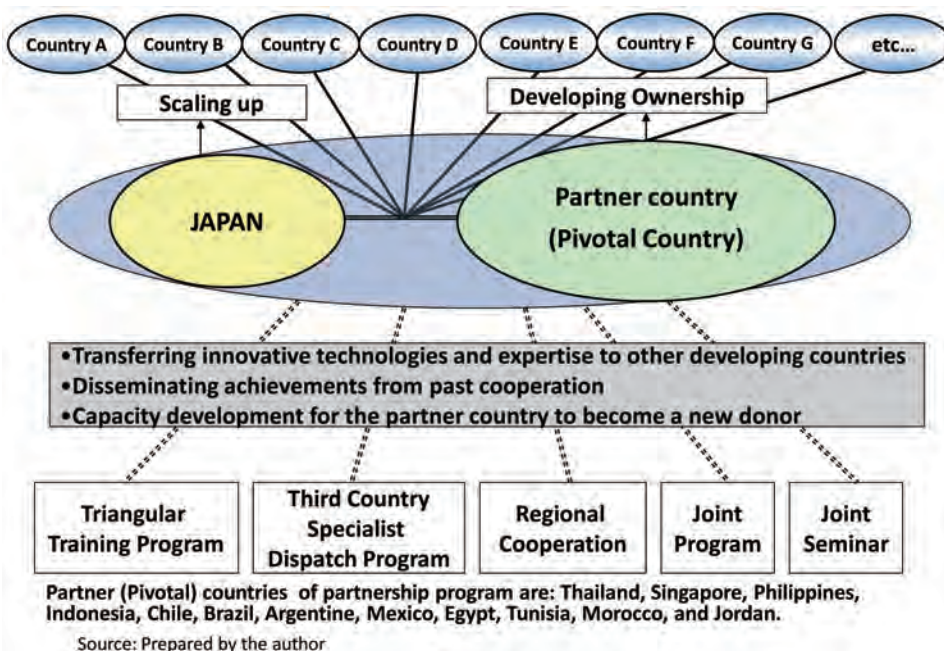 Country A
Country B
Country C
Country D
Country E
Country F
Country G
etc...
Scaling up
Developing Ownership
JAPAN
Partner country
(Pivotal Country)
•Transferring innovative technologies and expertise to other developing countries
•Disseminating achievements from past cooperation
•Capacity development for the partner country to become a new donor
Triangular
Training Program
Third Country
Specialist
Dispatch Program
Regional
Cooperation
Joint
Program
Joint
Seminar
Partner (Pivotal) countries of partnership program are: Thailand, Singapore, Philippines,
Indonesia, Chile, Brazil, Argentine, Mexico, Egypt, Tunisia, Morocco, and Jordan.
Source: Prepared by the author